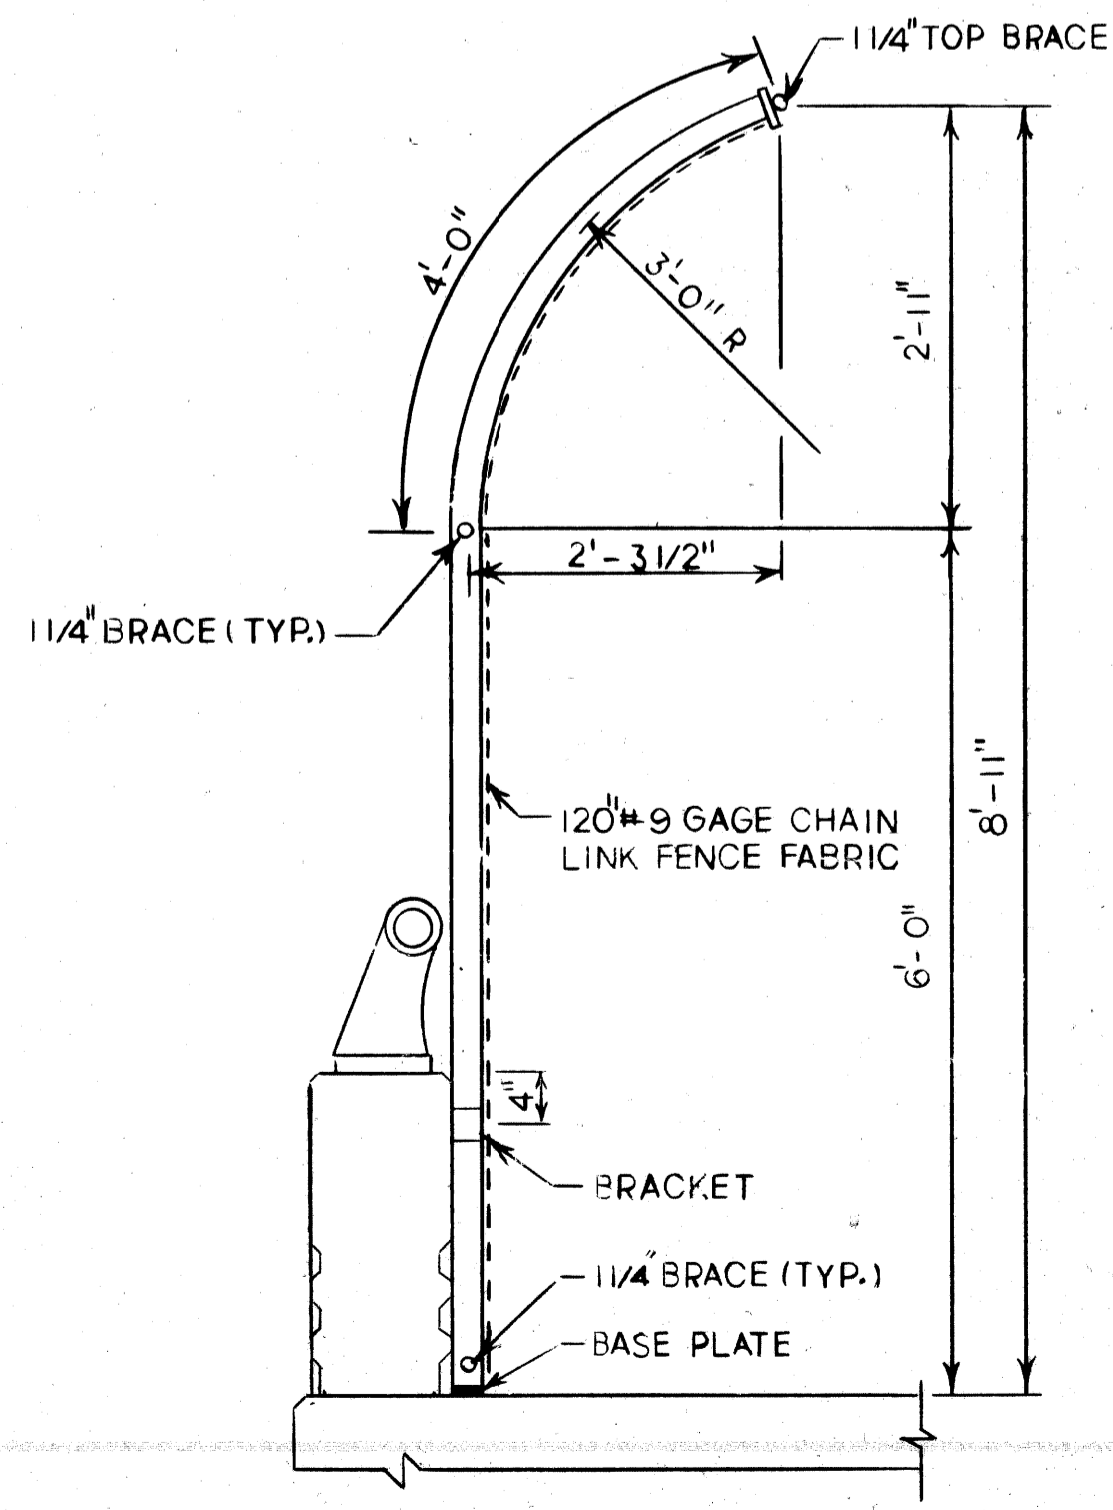 1 1/4" TOP BRACE
4'-0"
3'-0" R
2'-11"
2'-3 1/2"
1 1/4" BRACE (TYP.)
8'-11"
120" #9 GAGE CHAIN
LINK FENCE FABRIC
6'-0"
4"
BRACKET
1 1/4" BRACE (TYP.)
BASE PLATE